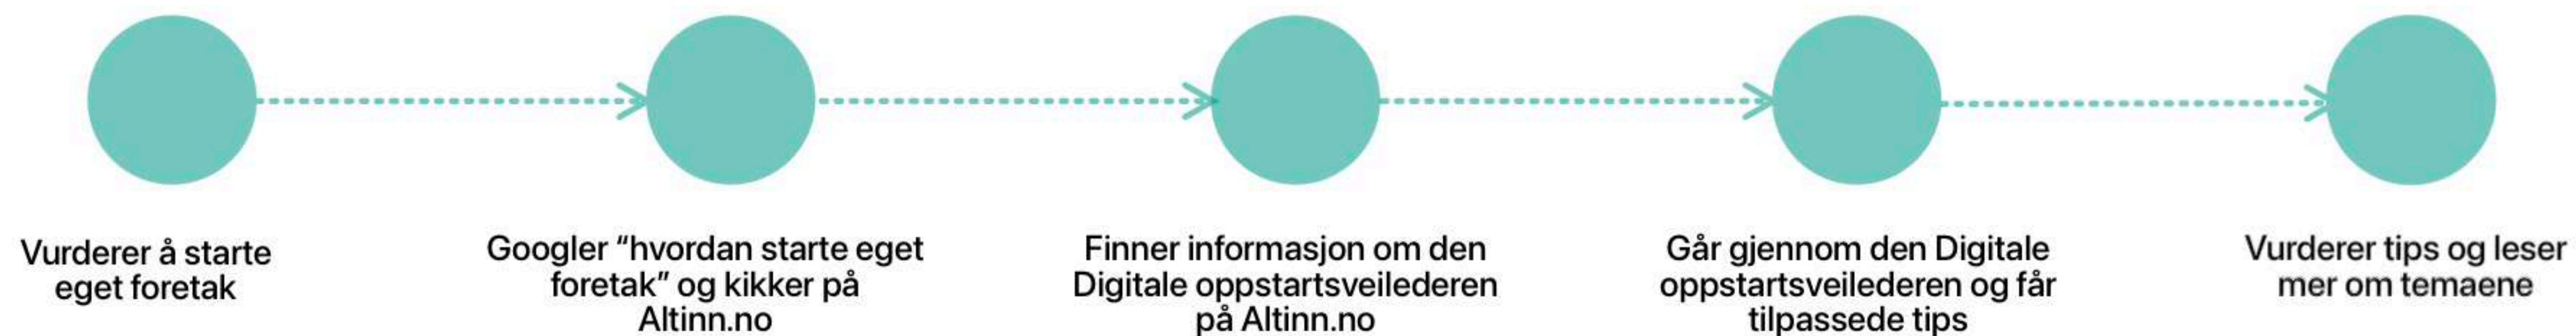 Vurderer å starte
eget foretak
Googler “hvordan starte eget
foretak” og kikker på
Altinn.no
Finner informasjon om den
Digitale oppstartsveilederen
på Altinn.no
Går gjennom den Digitale
oppstartsveilederen og får
tilpassede tips
Vurderer tips og leser
mer om temaene